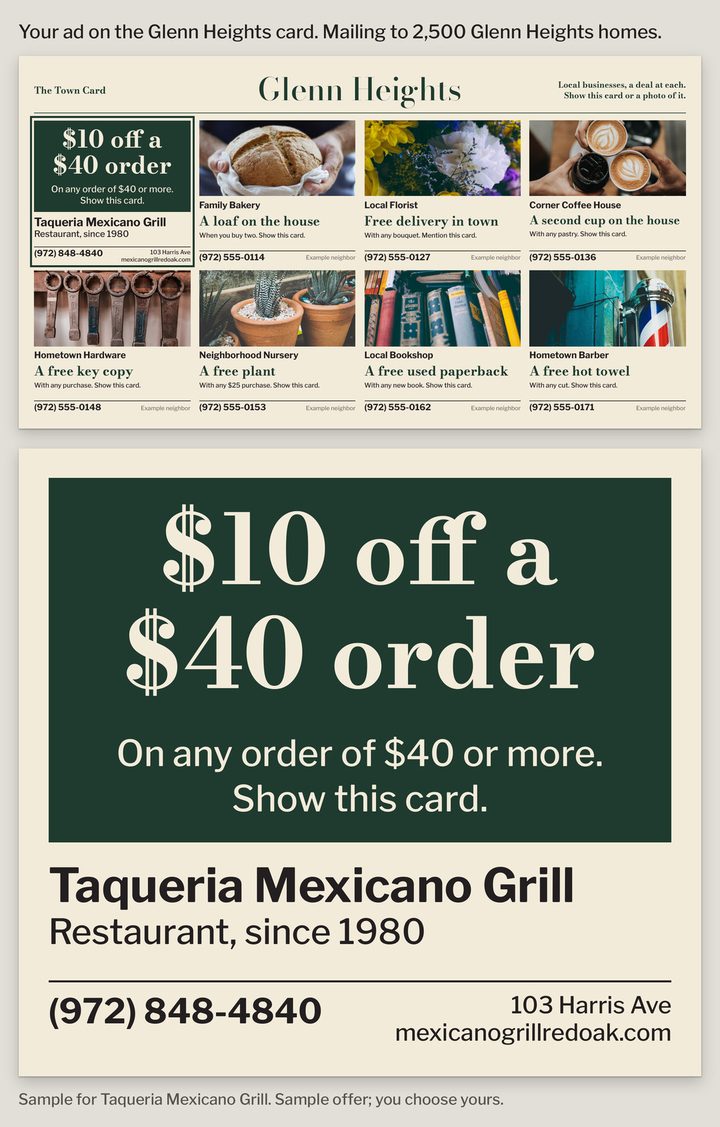 Your ad on the Glenn Heights card. Mailing to 2,500 Glenn Heights homes.
The Town Card
Glenn Heights
Local businesses, a deal at each.
Show this card or a photo of it.
$10 off a
$40 order
On any order of $40 or more.
Show this card.
Taqueria Mexicano Grill
Restaurant, since 1980
(972) 848-4840
103 Harris Ave
mexicanogrillredoak.com
Family Bakery
A loaf on the house
When you buy two. Show this card.
(972) 555-0114
Example neighbor
Local Florist
Free delivery in town
With any bouquet. Mention this card.
(972) 555-0127
Example neighbor
Corner Coffee House
A second cup on the house
With any pastry. Show this card.
(972) 555-0136
Example neighbor
Hometown Hardware
A free key copy
With any purchase. Show this card.
(972) 555-0148
Example neighbor
Neighborhood Nursery
A free plant
With any $25 purchase. Show this card.
(972) 555-0153
Example neighbor
Local Bookshop
A free used paperback
With any new book. Show this card.
(972) 555-0162
Example neighbor
Hometown Barber
A free hot towel
With any cut. Show this card.
(972) 555-0171
Example neighbor
$10 off a
$40 order
On any order of $40 or more.
Show this card.
Taqueria Mexicano Grill
Restaurant, since 1980
(972) 848-4840
103 Harris Ave
mexicanogrillredoak.com
Sample for Taqueria Mexicano Grill. Sample offer; you choose yours.